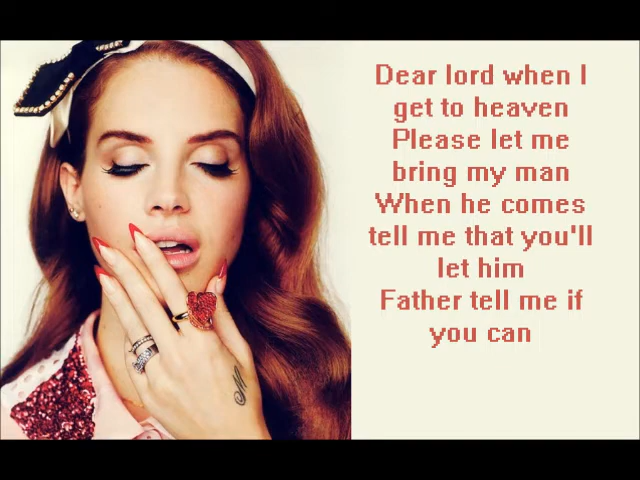 Dear lord when I
get to heaven
Please let me
bring my man
When he comes
tell me that you'll
let him
Father tell me if
you can